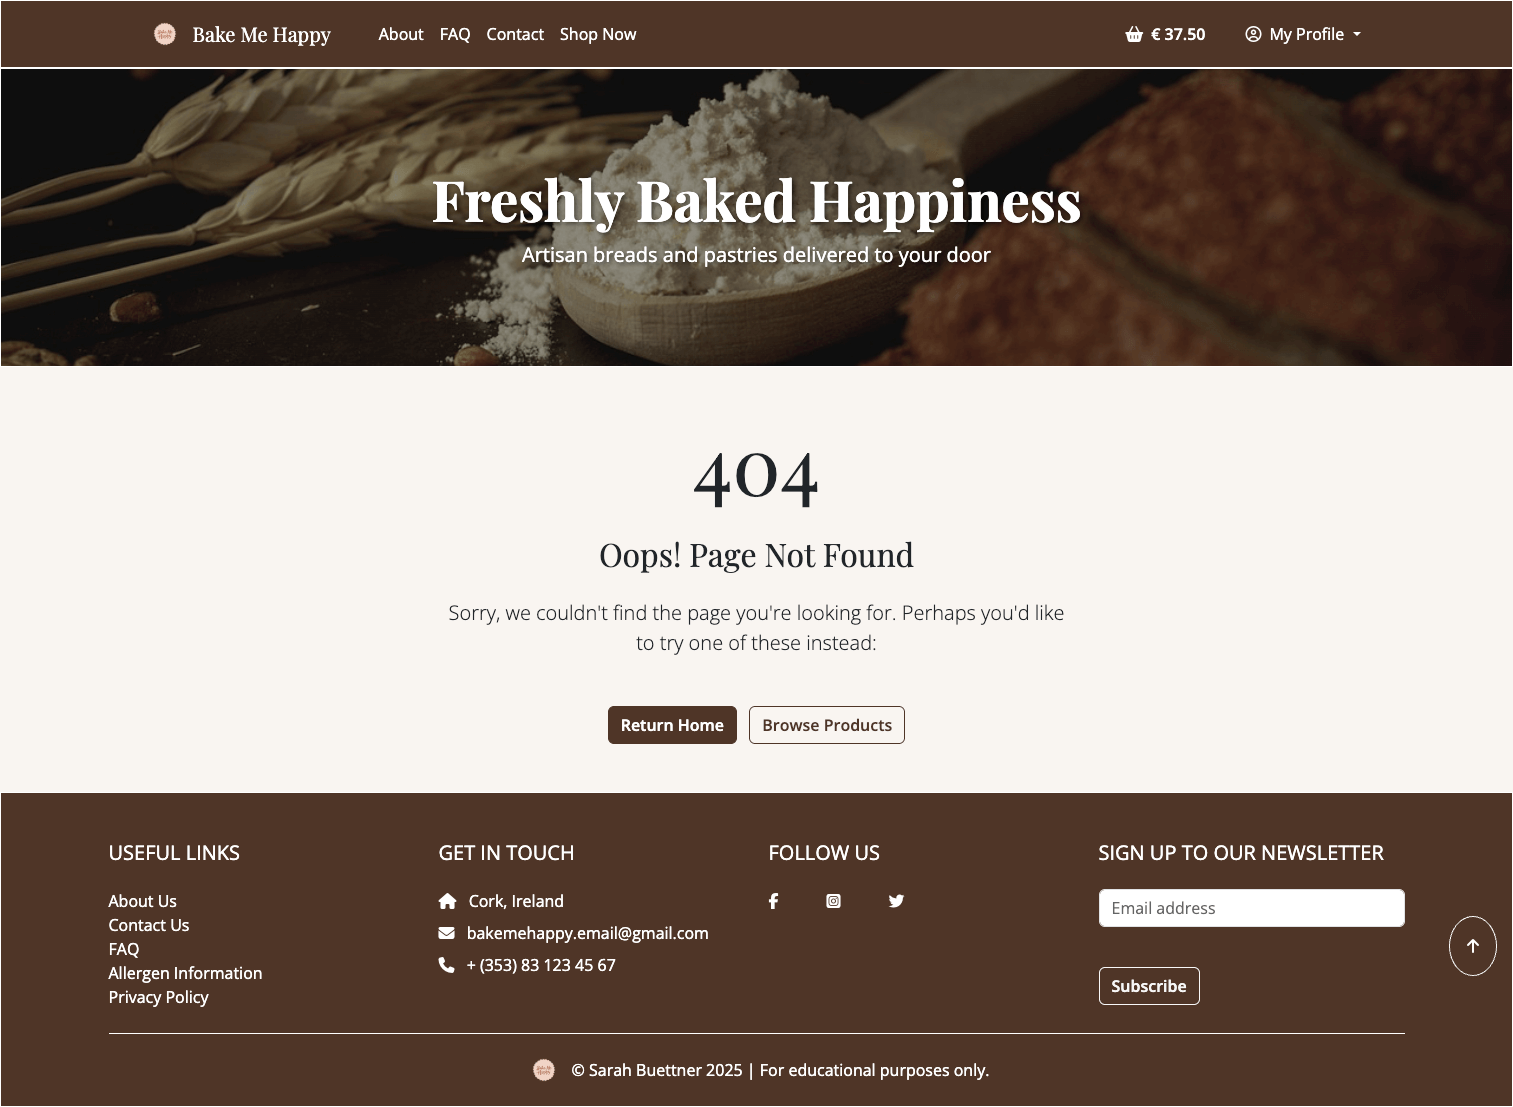 Bake Me Happy
About FAQ Contact Shop Now
€ 37.50
My Profile
Freshly Baked Happiness
Artisan breads and pastries delivered to your door
404
Oops! Page Not Found
Sorry, we couldn't find the page you're looking for. Perhaps you'd like
to try one of these instead:
Return Home
Browse Products
USEFUL LINKS
About Us
Contact Us
FAQ
Allergen Information
Privacy Policy
GET IN TOUCH
Cork, Ireland
bakemehappy.email@gmail.com
+ (353) 83 123 45 67
FOLLOW US
SIGN UP TO OUR NEWSLETTER
Email address
Subscribe
© Sarah Buettner 2025 | For educational purposes only.